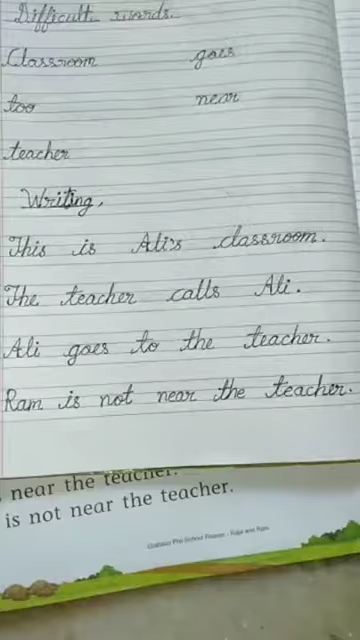 Difficult words.
Classroom goes
too near
teacher
Writing.
This is Ali's classroom.
The teacher calls Ali.
Ali goes to the teacher.
Ram is not near the teacher.
near the teacher.
is not near the teacher.